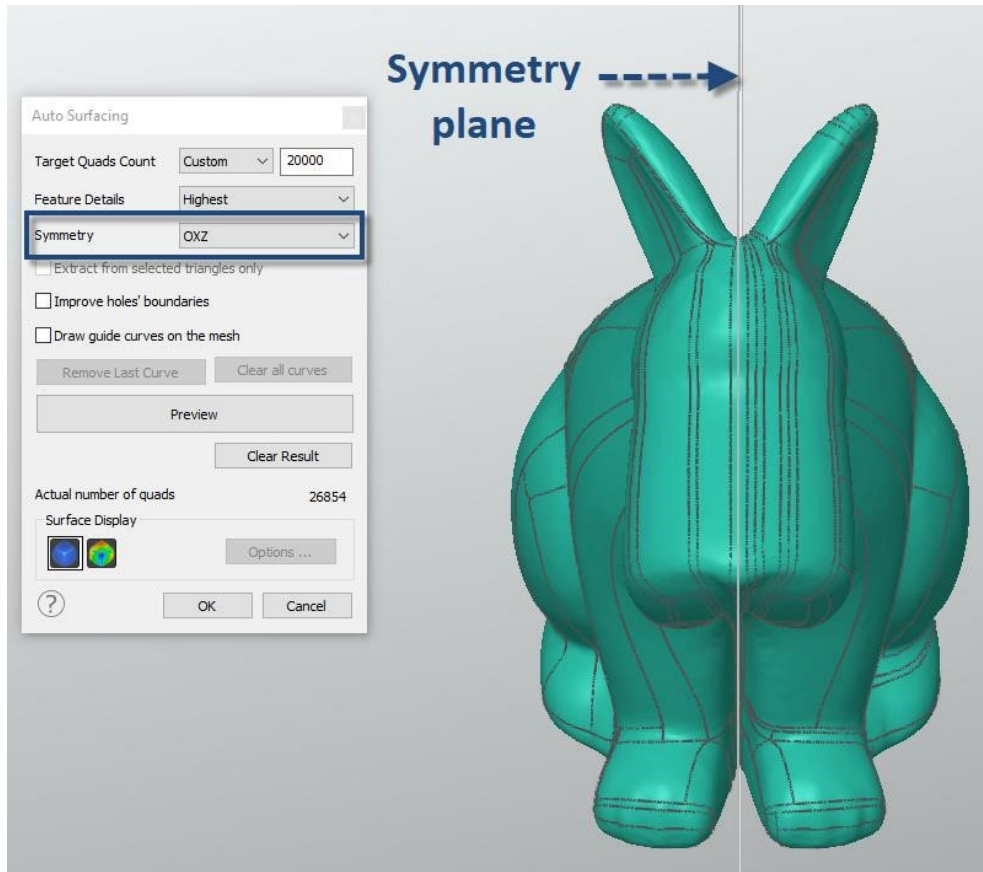 Symmetry
plane
Auto Surfacing
Target Quads Count Custom 20000
Feature Details Highest
Symmetry OXZ
Extract from selected triangles only
Improve holes' boundaries
Draw guide curves on the mesh
Remove Last Curve Clear all curves
Preview
Clear Result
Actual number of quads 26854
Surface Display
Options ...
? OK Cancel